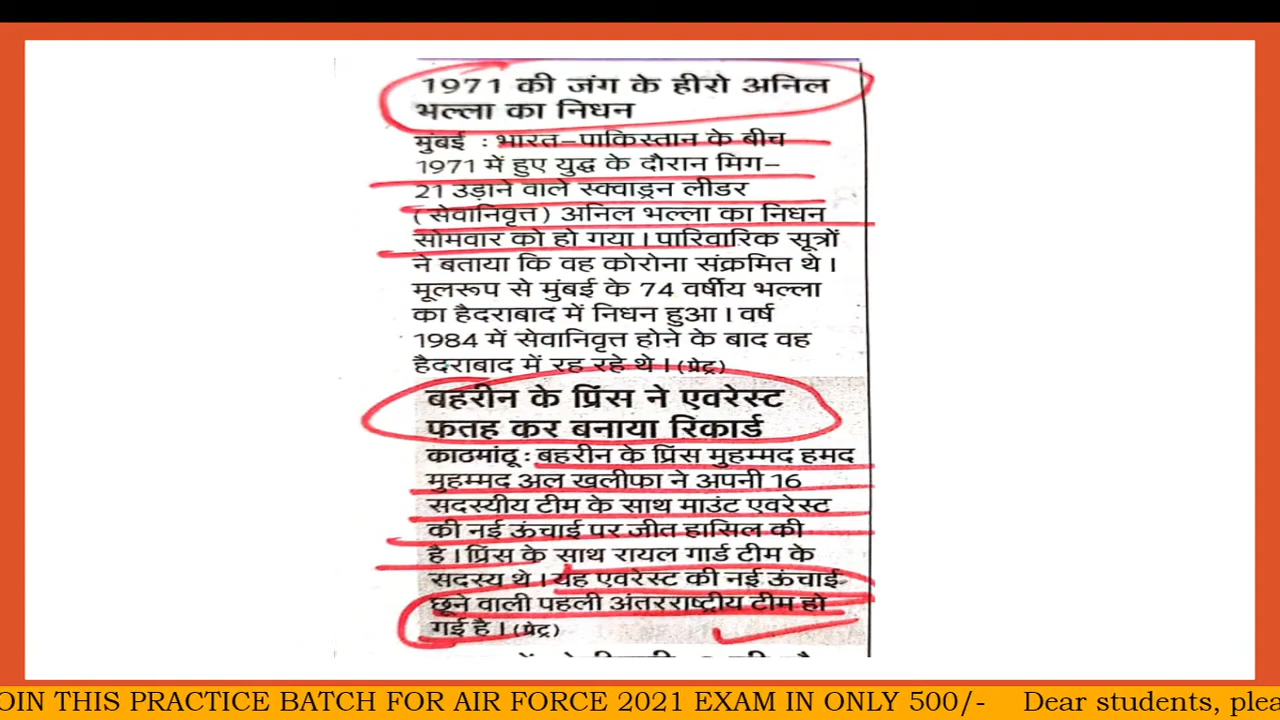 1971 की जंग के हीरो अनिल
भल्ला का निधन
मुंबई : भारत-पाकिस्तान के बीच
1971 में हुए युद्ध के दौरान मिग-
21 उड़ाने वाले स्क्वाड्रन लीडर
(सेवानिवृत्त) अनिल भल्ला का निधन
सोमवार को हो गया। पारिवारिक सूत्रों
ने बताया कि वह कोरोना संक्रमित थे।
मूलरूप से मुंबई के 74 वर्षीय भल्ला
का हैदराबाद में निधन हुआ। वर्ष
1984 में सेवानिवृत्त होने के बाद वह
हैदराबाद में रह रहे थे। (प्रेट्र)
बहरीन के प्रिंस ने एवरेस्ट
फतह कर बनाया रिकार्ड
काठमांठू : बहरीन के प्रिंस मुहम्मद हमद
मुहम्मद अल खलीफा ने अपनी 16
सदस्यीय टीम के साथ माउंट एवरेस्ट
की नई ऊंचाई पर जीत हासिल की
है। प्रिंस के साथ रायल गार्ड टीम के
सदस्य थे। यह एवरेस्ट की नई ऊंचाई
छूने वाली पहली अंतरराष्ट्रीय टीम हो
गई है। (प्रेट्र)
OIN THIS PRACTICE BATCH FOR AIR FORCE 2021 EXAM IN ONLY 500/- Dear students, plea